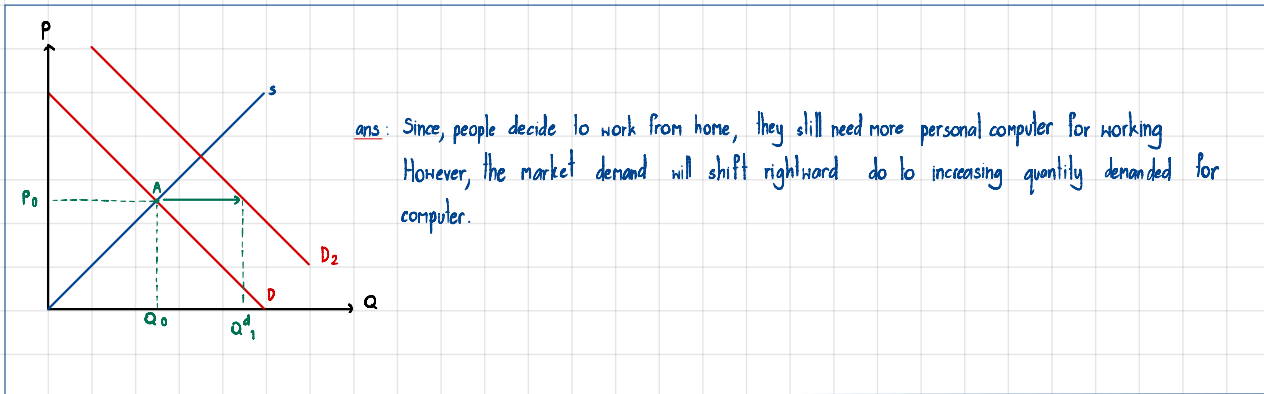 P
S
ans: Since, people decide to work from home, they still need more personal computer for working
However, the market demand will shift rightward do to increasing quantity demanded for
computer.
A
P0
D2
D
Q
Q0
Qd1